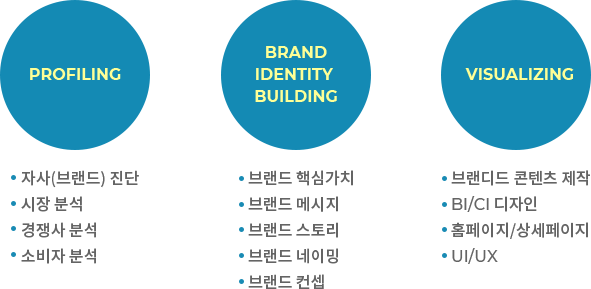 PROFILING
자사(브랜드) 진단
시장 분석
경쟁사 분석
소비자 분석
BRAND
IDENTITY
BUILDING
브랜드 핵심가치
브랜드 메시지
브랜드 스토리
브랜드 네이밍
브랜드 컨셉
VISUALIZING
브랜디드 콘텐츠 제작
BI/CI 디자인
홈페이지/상세페이지
UI/UX